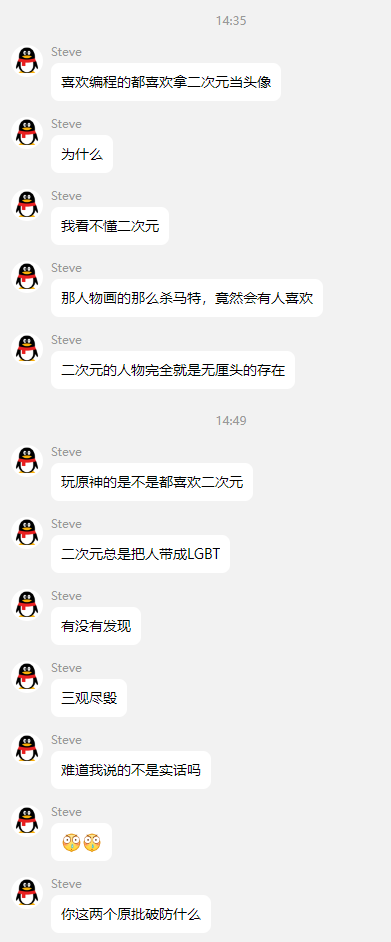 14:35
Steve
喜欢编程的都喜欢拿二次元当头像
Steve
为什么
Steve
我看不懂二次元
Steve
那人物画的那么杀马特，竟然会有人喜欢
Steve
二次元的人物完全就是无厘头的存在
14:49
Steve
玩原神的是不是都喜欢二次元
Steve
二次元总是把人带成LGBT
Steve
有没有发现
Steve
三观尽毁
Steve
难道我说的不是实话吗
Steve
Steve
你这两个原批破防什么